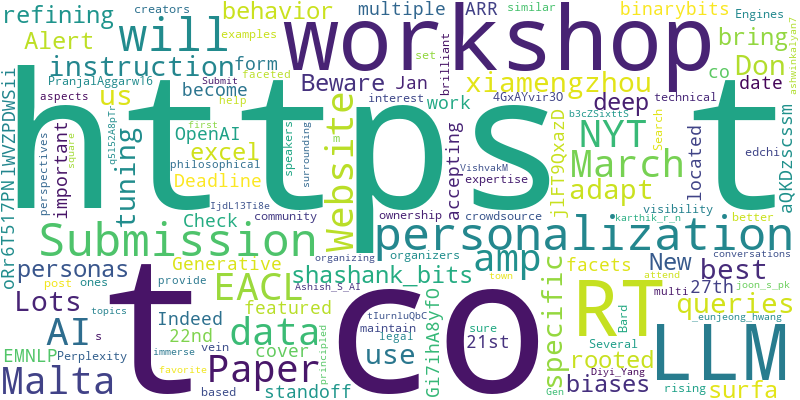 refining
creators
Alert
examples
behavior
will
instruction
form
become
multiple
ARR
similar
binarybits
Engines
workshop
set
brilliant
bring
ashwinkalyan7
PranjalAggarw16
Submit
faceted
Beware
Jan
xiamengzhou
co
Don
aspects
us
help
interest
work
4GxAYvir30
deep
date
technical
https
t
perspectives
important
tuning
q5152A8pTc
OpenAI
excel
first
philosophical
speakers
square
Deadline
surrounding
Website
m
VishvakM
expertise
accepting
jlFT9QxazD
NYT
b3cZSixttS
March
Search
located
edchi
aQKDzscssm
adapt
oRr6T517PNlWVZPDWSii
Check
IjdL13Ti8e
community
ownership
crowdsource
visibility
karthik_r_n
better
Submission
personalization
personas
post
ones
Generative
provide
organizing
organizers
amp
New
conversations
town
multi
attend
joon_s_pk
Lots
EACL
topics
Ashish_S_AI
shashank_bits
specific
facets
best
27th
AI
s
Indeed
featured
tIurnluQbC
vein
Gi7ihA8yfO
RT
queries
_eunjeong_hwang
EMNLP
Perplexity
22nd
data
maintain
legal
sure
21st
Several
Bard
rooted
LLM
Malta
immerse
Paper
cover
principled
use
Diyi_Yang
rising
biases
surfa
based
favorite
standoff
Gen
t
co